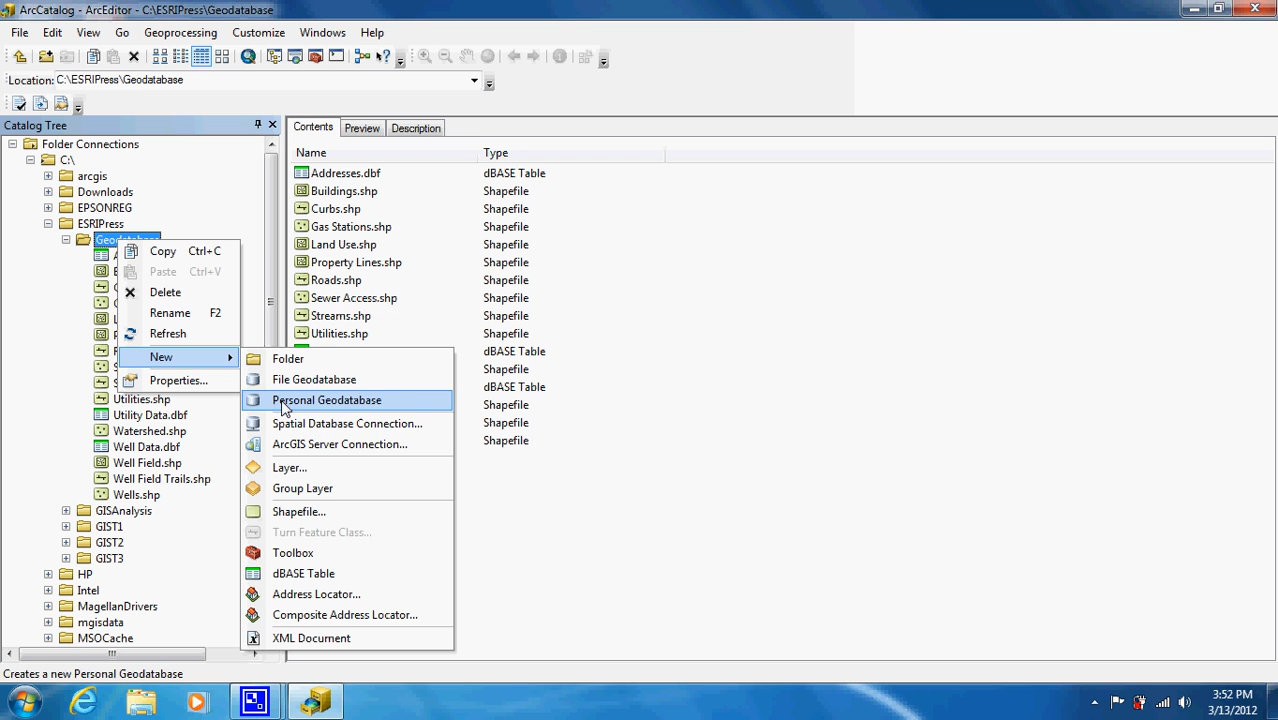 ArcCatalog - ArcEditor - C:\ESRIPress\Geodatabase
File Edit View Go Geoprocessing Customize Windows Help
Location: C:\ESRIPress\Geodatabase
Catalog Tree
Folder Connections
C:\
arcgis
Downloads
EPSONREG
ESRIPress
Utilities.shp
Utility Data.dbf
Watershed.shp
Well Data.dbf
Well Field.shp
Well Field Trails.shp
Wells.shp
GISAnalysis
GIST1
GIST2
GIST3
HP
Intel
MagellanDrivers
mgisdata
MSOCache
Copy Ctrl+C
Paste Ctrl+V
Delete
Rename F2
Refresh
New
Properties...
Folder
File Geodatabase
Personal Geodatabase
Spatial Database Connection...
ArcGIS Server Connection...
Layer...
Group Layer
Shapefile...
Turn Feature Class...
Toolbox
dBASE Table
Address Locator...
Composite Address Locator...
XML Document
Contents Preview Description
Name Type
Addresses.dbf dBASE Table
Buildings.shp Shapefile
Curbs.shp Shapefile
Gas Stations.shp Shapefile
Land Use.shp Shapefile
Property Lines.shp Shapefile
Roads.shp Shapefile
Sewer Access.shp Shapefile
Streams.shp Shapefile
Utilities.shp Shapefile
dBASE Table
Shapefile
dBASE Table
Shapefile
Shapefile
Shapefile
Creates a new Personal Geodatabase
3:52 PM
3/13/2012